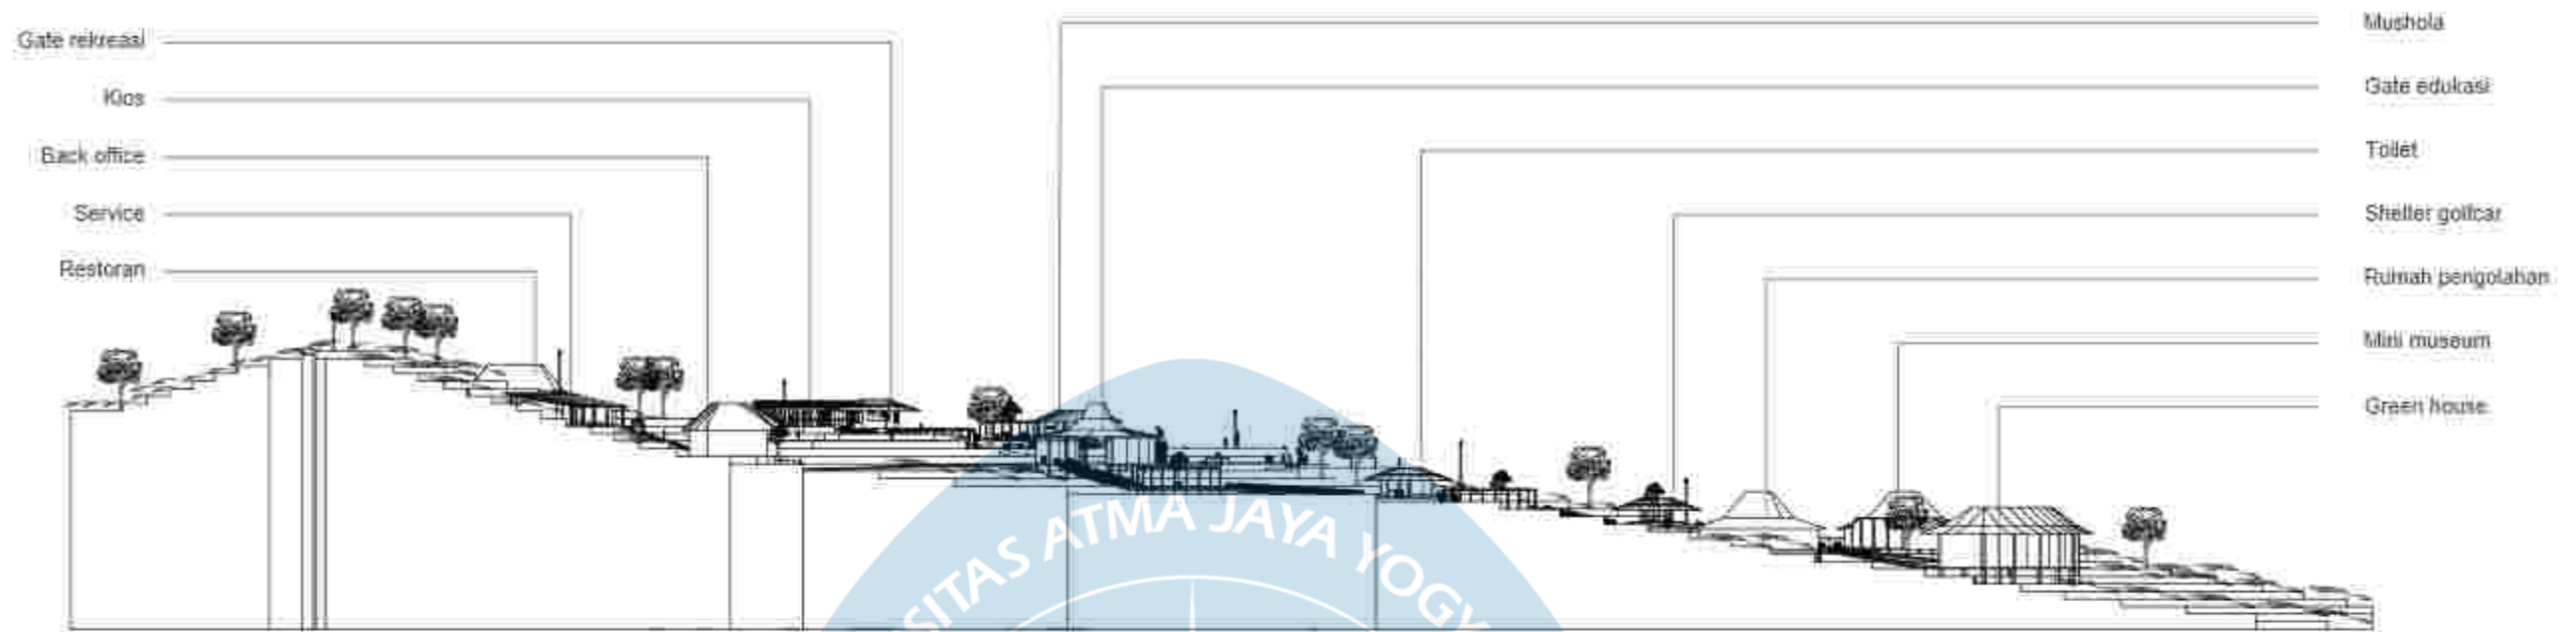 Gate rekreasi
Kios
Back office
Service
Restoran
Mushola
Gate edukasi
Toilet
Shelter golfcar
Rumah pengolahan
Mini museum
Green house
SITAS ATMA JAYA YOGY